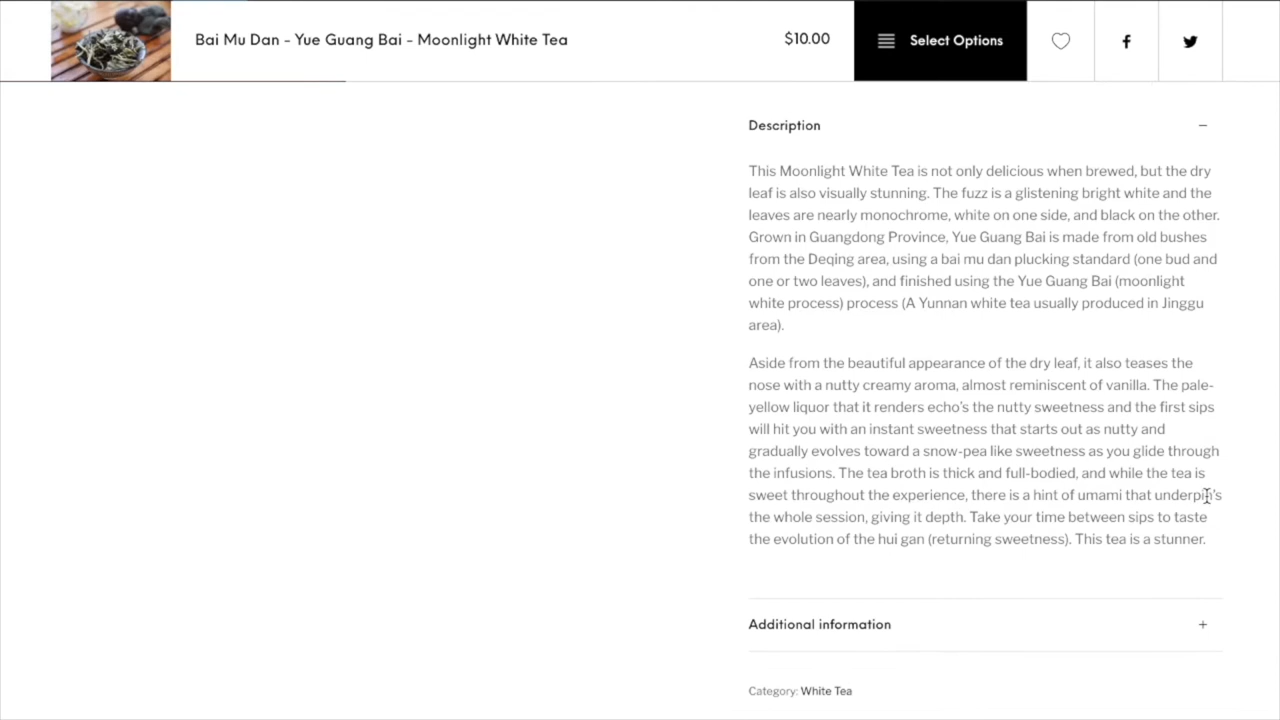 Bai Mu Dan - Yue Guang Bai - Moonlight White Tea
$10.00
Select Options
Description
This Moonlight White Tea is not only delicious when brewed, but the dry
leaf is also visually stunning. The fuzz is a glistening bright white and the
leaves are nearly monochrome, white on one side, and black on the other.
Grown in Guangdong Province, Yue Guang Bai is made from old bushes
from the Deqing area, using a bai mu dan plucking standard (one bud and
one or two leaves), and finished using the Yue Guang Bai (moonlight
white process) process (A Yunnan white tea usually produced in Jinggu
area).
Aside from the beautiful appearance of the dry leaf, it also teases the
nose with a nutty creamy aroma, almost reminiscent of vanilla. The pale-
yellow liquor that it renders echo's the nutty sweetness and the first sips
will hit you with an instant sweetness that starts out as nutty and
gradually evolves toward a snow-pea like sweetness as you glide through
the infusions. The tea broth is thick and full-bodied, and while the tea is
sweet throughout the experience, there is a hint of umami that underpin's
the whole session, giving it depth. Take your time between sips to taste
the evolution of the hui gan (returning sweetness). This tea is a stunner.
Additional information
Category: White Tea